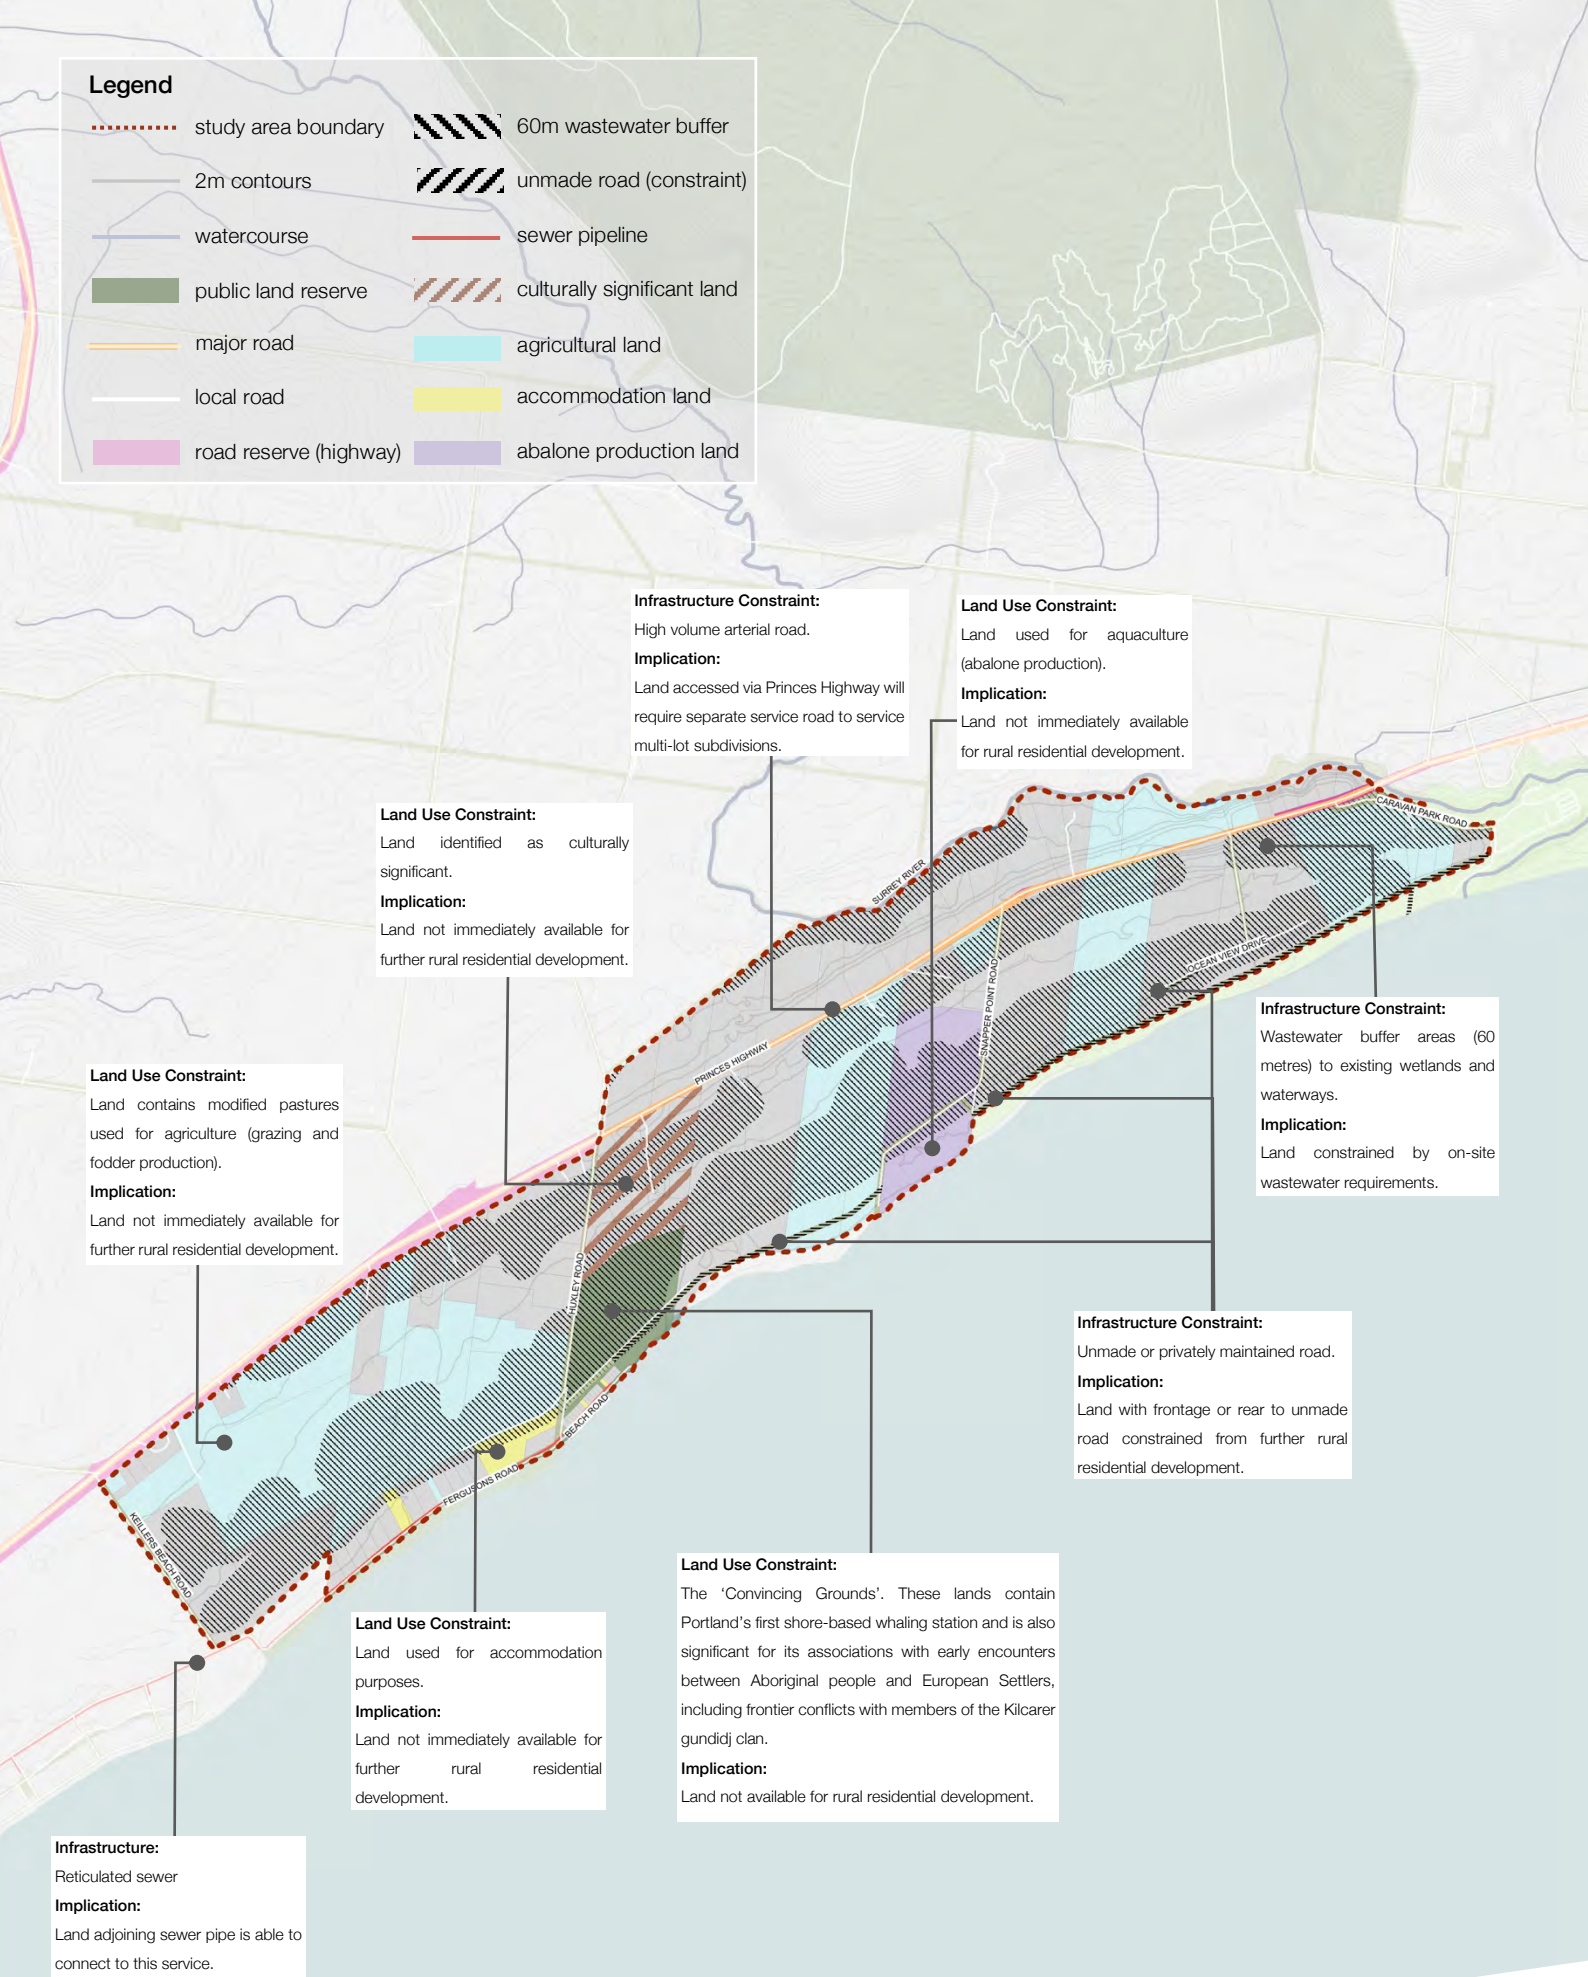 Legend
study area boundary
2m contours
watercourse
public land reserve
major road
local road
road reserve (highway)
60m wastewater buffer
unmade road (constraint)
sewer pipeline
culturally significant land
agricultural land
accommodation land
abalone production land
Infrastructure Constraint:
High volume arterial road.
Implication:
Land accessed via Princes Highway will
require separate service road to service
multi-lot subdivisions.
Land Use Constraint:
Land used for aquaculture
(abalone production).
Implication:
Land not immediately available
for rural residential development.
Land Use Constraint:
Land identified as culturally
significant.
Implication:
Land not immediately available for
further rural residential development.
CARAVAN PARK ROAD
SURREY RIVER
OCEAN VIEW DRIVE
SNAPPER POINT ROAD
PRINCES HIGHWAY
Infrastructure Constraint:
Wastewater buffer areas (60
metres) to existing wetlands and
waterways.
Implication:
Land constrained by on-site
wastewater requirements.
Land Use Constraint:
Land contains modified pastures
used for agriculture (grazing and
fodder production).
Implication:
Land not immediately available for
further rural residential development.
HUXLEY ROAD
BEACH ROAD
FERGUSONS ROAD
KEILLERS BEACH ROAD
Infrastructure Constraint:
Unmade or privately maintained road.
Implication:
Land with frontage or rear to unmade
road constrained from further rural
residential development.
Land Use Constraint:
The ‘Convincing Grounds’. These lands contain
Portland’s first shore-based whaling station and is also
significant for its associations with early encounters
between Aboriginal people and European Settlers,
including frontier conflicts with members of the Kilcarer
gundidj clan.
Implication:
Land not available for rural residential development.
Land Use Constraint:
Land used for accommodation
purposes.
Implication:
Land not immediately available for
further rural residential
development.
Infrastructure:
Reticulated sewer
Implication:
Land adjoining sewer pipe is able to
connect to this service.